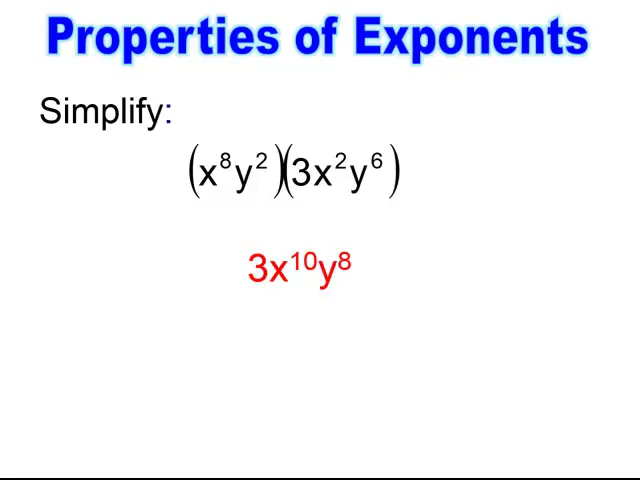 Properties of Exponents
Simplify:
(x⁸y²)(3x²y⁶)
3x¹⁰y⁸